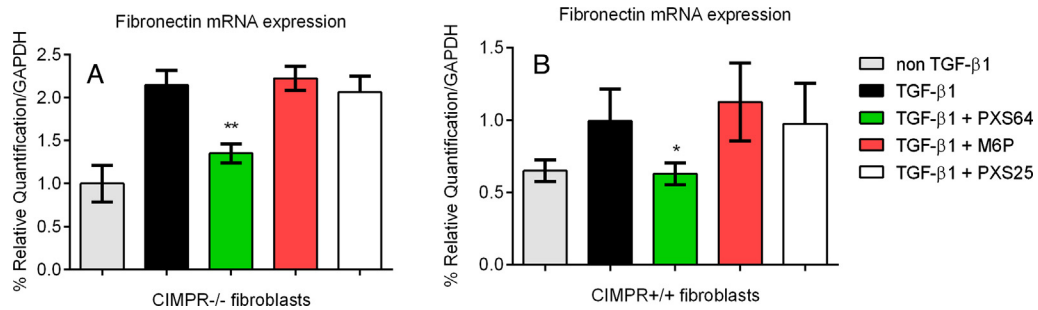 Fibronectin mRNA expression
% Relative Quantification/GAPDH
A
2.5
2.0
1.5
1.0
0.5
0.0
**
CIMPR-/- fibroblasts
Fibronectin mRNA expression
% Relative Quantification/GAPDH
B
1.5
1.0
0.5
0.0
*
CIMPR+/+ fibroblasts
non TGF-β1
TGF-β1
TGF-β1 + PXS64
TGF-β1 + M6P
TGF-β1 + PXS25